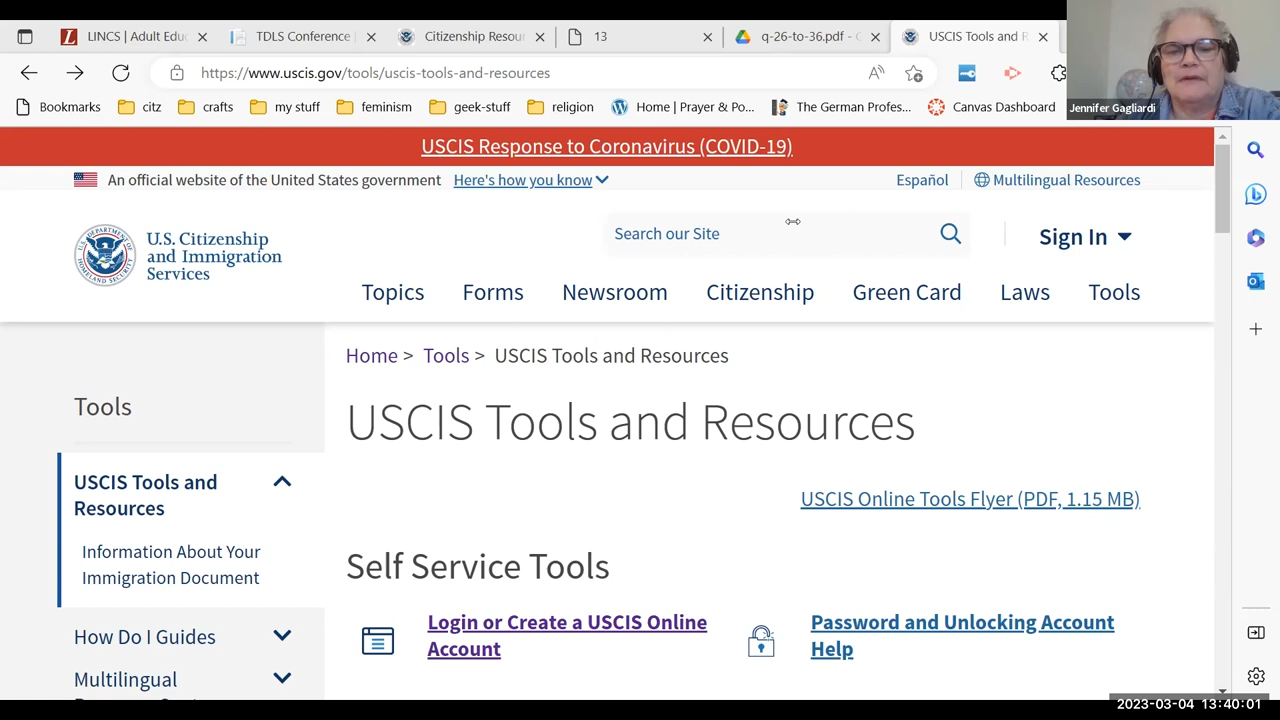 LINCS | Adult Edu
TDLS Conference
Citizenship Resou
13
q-26-to-36.pdf - G
USCIS Tools and R
https://www.uscis.gov/tools/uscis-tools-and-resources
Bookmarks
citz
crafts
my stuff
feminism
geek-stuff
religion
Home | Prayer & Po...
The German Profes...
Canvas Dashboard
Jennifer Gagliardi
USCIS Response to Coronavirus (COVID-19)
An official website of the United States government
Here's how you know
Español
Multilingual Resources
U.S. Citizenship
and Immigration
Services
Search our Site
Sign In
Topics
Forms
Newsroom
Citizenship
Green Card
Laws
Tools
Home >
Tools >
USCIS Tools and Resources
Tools
USCIS Tools and Resources
USCIS Tools and
Resources
USCIS Online Tools Flyer (PDF, 1.15 MB)
Information About Your
Immigration Document
Self Service Tools
Login or Create a USCIS Online
Account
Password and Unlocking Account
Help
How Do I Guides
Multilingual
2023-03-04 13:40:01